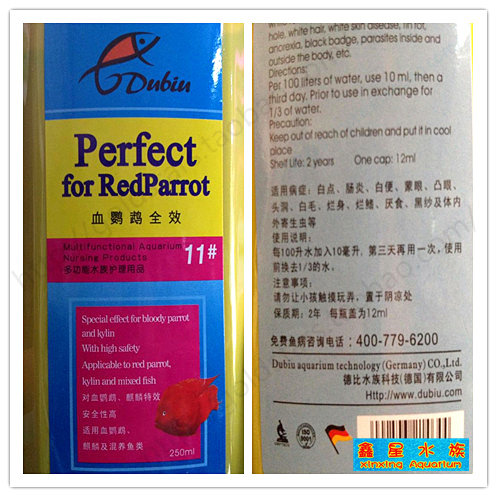 Dubiu
Perfect
for RedParrot
血鹦鹉全效
Multifunctional Aquarium
Nursing Products
多功能水族护理用品
11#
Special effect for bloody parrot
and kylin
With high safety
Applicable to red parrot,
kylin and mixed fish
对血鹦鹉、麒麟特效
安全性高
适用血鹦鹉、
麒麟及混养鱼类
250ml
hole, white hair, white skin disease, fin rot,
anorexia, black badge, parasites inside and
outside the body, etc.
Directions:
Per 100 liters of water, use 10 ml, then a
third day. Prior to use in exchange for
1/3 of water.
Precaution:
Keep out of reach of children and put it in cool
place
Shelf Life: 2 years One cap: 12ml
适用病症：白点、肠炎、白便、蒙眼、凸眼、
头洞、白毛、烂身、烂鳍、厌食、黑纱及体内
外寄生虫等
使用说明：
每100升水加入10毫升，第三天再用一次，使用
前换去1/3的水。
注意事项：
请勿让小孩触摸玩弄，置于阴凉处
保质期：2年 每瓶盖为12ml
免费鱼病咨询电话：400-779-6200
Dubiu aquarium technology (Germany) CO.,Ltd.
德比水族科技(德国)有限公司
Http://www.dubiu.com
鑫星水族
xinxing Aquarium